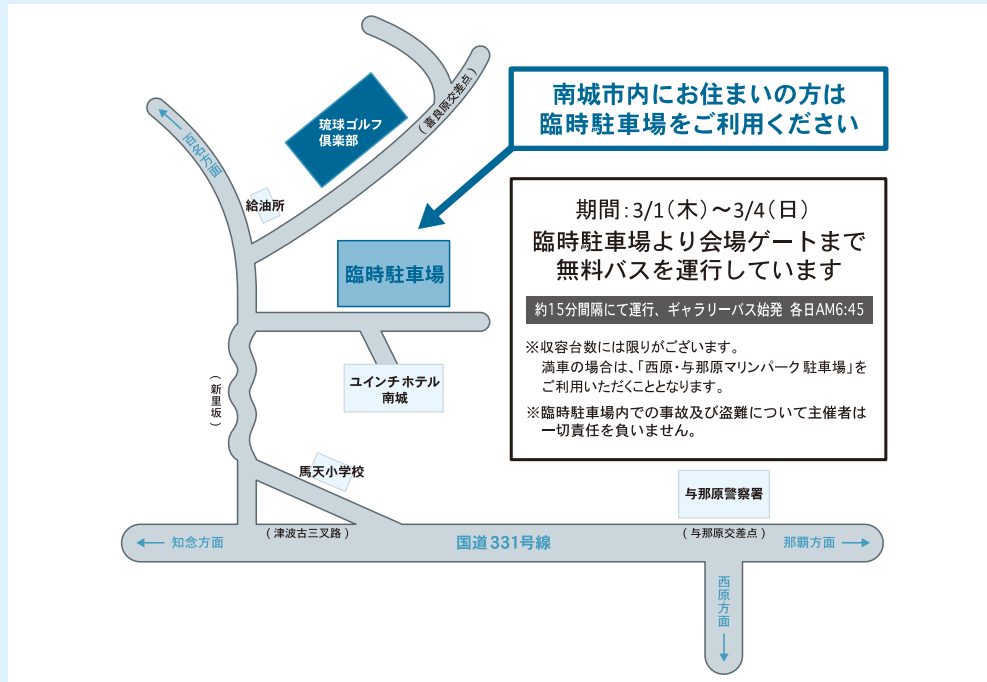 南城市内にお住まいの方は
臨時駐車場をご利用ください
期間：3/1（木）～3/4（日）
臨時駐車場より会場ゲートまで
無料バスを運行しています
約15分間隔にて運行、ギャラリーバス始発 各日AM6:45
※収容台数には限りがございます。
満車の場合は、「西原・与那原マリンパーク 駐車場」を
ご利用いただくこととなります。
※臨時駐車場内での事故及び盗難について主催者は
一切責任を負いません。
（喜良原交差点）
琉球ゴルフ
倶楽部
← 百名方面
給油所
臨時駐車場
ユインチホテル
南城
（新里坂）
馬天小学校
与那原警察署
（津波古三叉路）
（与那原交差点）
← 知念方面
国道331号線
那覇方面 →
西原方面 →